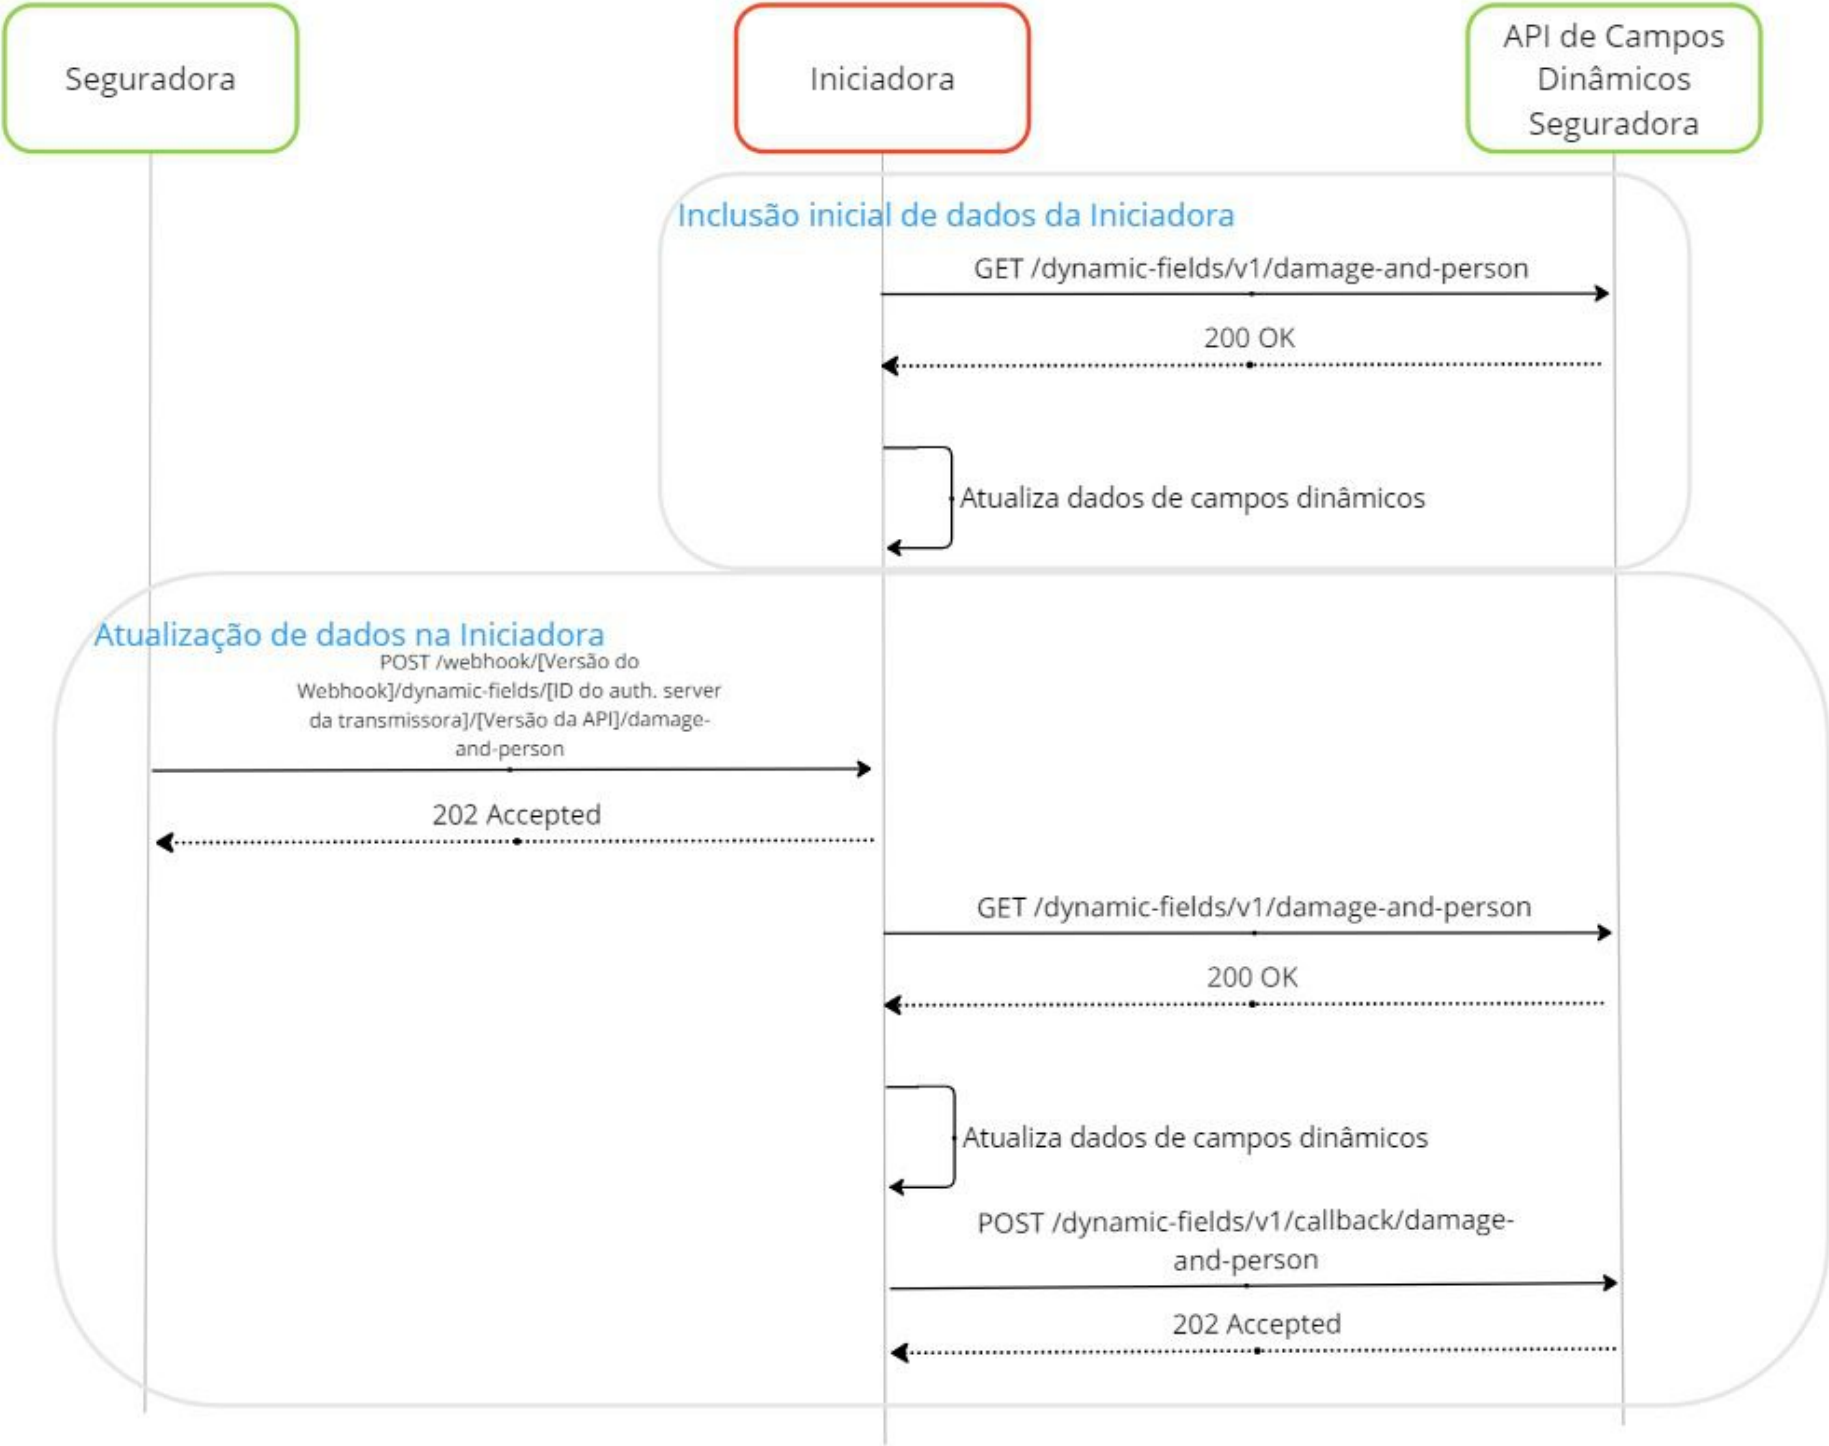 Seguradora
Iniciadora
API de Campos
Dinâmicos
Seguradora
Inclusão inicial de dados da Iniciadora
GET /dynamic-fields/v1/damage-and-person
200 OK
Atualiza dados de campos dinâmicos
Atualização de dados na Iniciadora
POST /webhook/[Versão do
Webhook]/dynamic-fields/[ID do auth. server
da transmissora]/[Versão da API]/damage-
and-person
202 Accepted
GET /dynamic-fields/v1/damage-and-person
200 OK
Atualiza dados de campos dinâmicos
POST /dynamic-fields/v1/callback/damage-
and-person
202 Accepted